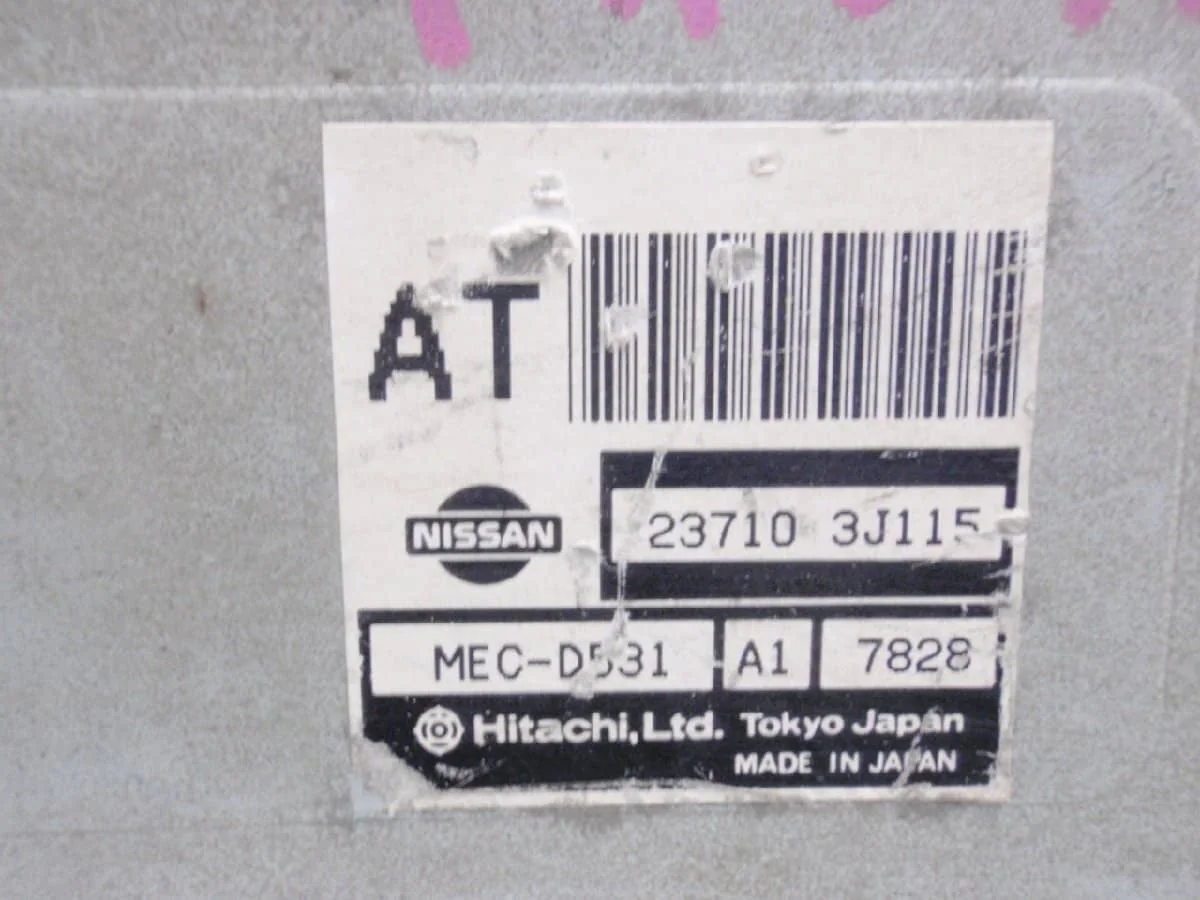 AT
NISSAN
23710 3J115
MEC-D531 A1 7828
Hitachi, Ltd. Tokyo Japan
MADE IN JAPAN